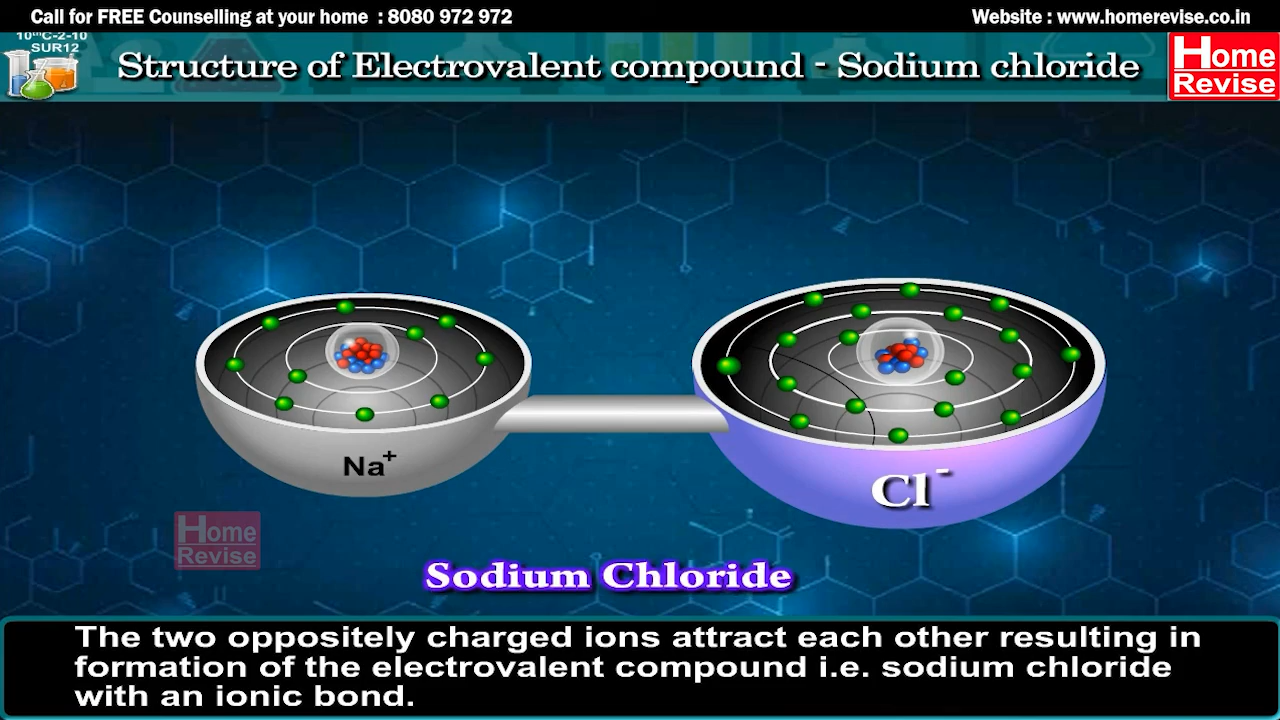 Call for FREE Counselling at your home : 8080 972 972
Website : www.homerevise.co.in
10thC-2-10
SUR12
Structure of Electrovalent compound - Sodium chloride
Home
Revise
Na+
Cl-
Home
Revise
Sodium Chloride
The two oppositely charged ions attract each other resulting in
formation of the electrovalent compound i.e. sodium chloride
with an ionic bond.